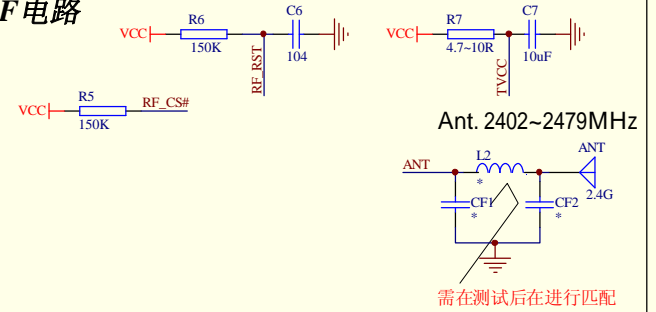 F电路
VCC
R6
150K
C6
104
RF_RST
VCC
R7
4.7~10R
C7
10uF
TVCC
VCC
R5
150K
RF_CS#
Ant. 2402~2479MHz
ANT
L2
*
ANT
2.4G
CF1
*
CF2
*
需在测试后在进行匹配